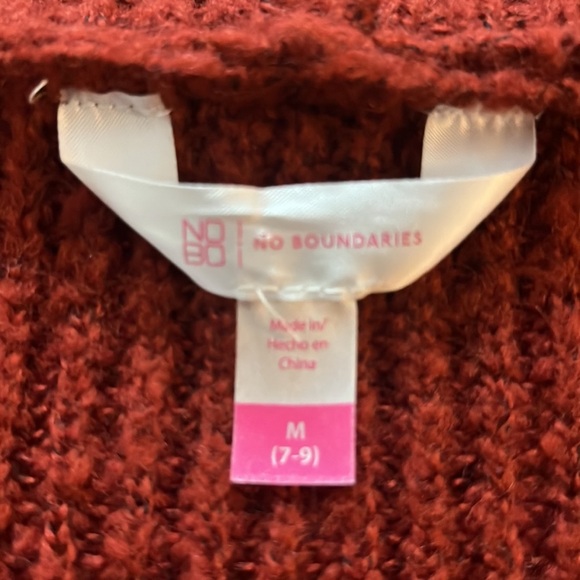 NO
BO
NO BOUNDARIES
Made in/
Hecho en
China
M
(7-9)